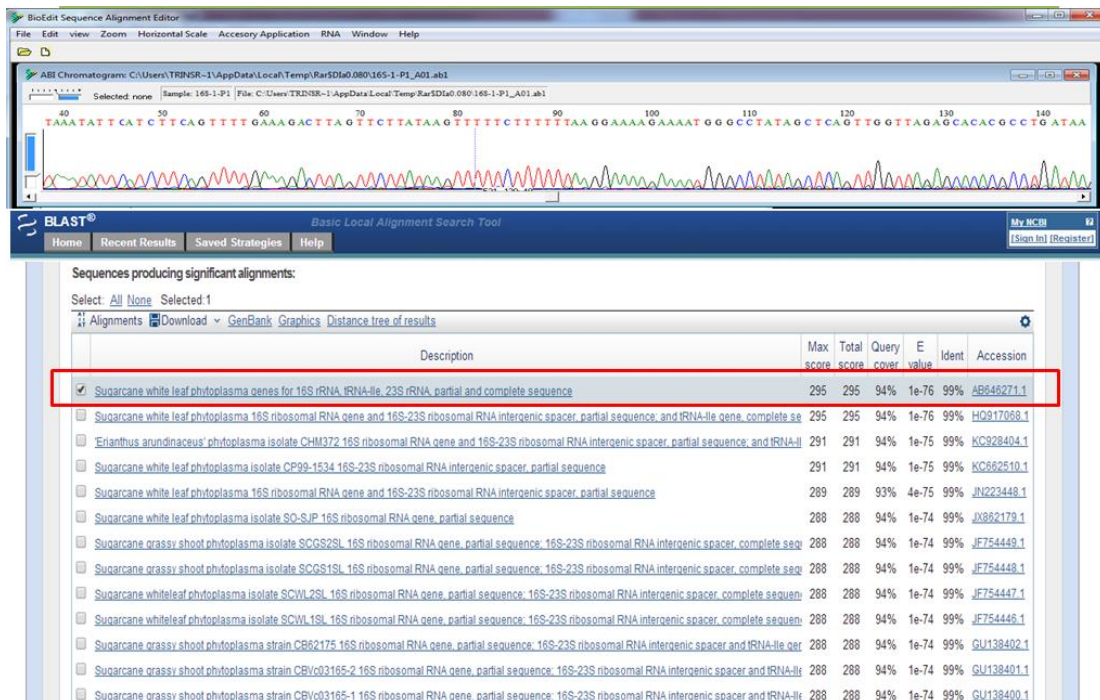 BioEdit Sequence Alignment Editor
File Edit view Zoom Horizontal Scale Accesory Application RNA Window Help
ABI Chromatogram: C:\Users\TRINSR~1\AppData\Local\Temp\Rar$DIa0.080\16S-1-P1_A01.ab1
Selected: none Sample: 16S-1-P1 File: C:\Users\TRINSR~1\AppData\Local\Temp\Rar$DIa0.080\16S-1-P1_A01.ab1
40 50 60 70 80 90 100 110 120 130 140
TAAATATTCATCTTCAGTTTTGAAAGACTTAGTTCTTATAAGTTTTTCTTTTTTAAGGAAAAGAAAATGGGCCTATAGCTCAGTTGGTTAGAGCACACGCCTGATAA
BLAST® Basic Local Alignment Search Tool My NCBI
Home Recent Results Saved Strategies Help [Sign In] [Register]
Sequences producing significant alignments:
Select: All None Selected:1
Alignments Download GenBank Graphics Distance tree of results
Description Max score Total score Query cover E value Ident Accession
Sugarcane white leaf phytoplasma genes for 16S rRNA, tRNA-Ile, 23S rRNA, partial and complete sequence 295 295 94% 1e-76 99% AB646271.1
Sugarcane white leaf phytoplasma 16S ribosomal RNA gene and 16S-23S ribosomal RNA intergenic spacer, partial sequence; and tRNA-Ile gene, complete se 295 295 94% 1e-76 99% HQ917068.1
'Erianthus arundinaceus' phytoplasma isolate CHM372 16S ribosomal RNA gene and 16S-23S ribosomal RNA intergenic spacer, partial sequence; and tRNA-Il 291 291 94% 1e-75 99% KC928404.1
Sugarcane white leaf phytoplasma isolate CP99-1534 16S-23S ribosomal RNA intergenic spacer, partial sequence 291 291 94% 1e-75 99% KC662510.1
Sugarcane white leaf phytoplasma 16S ribosomal RNA gene and 16S-23S ribosomal RNA intergenic spacer, partial sequence 289 289 93% 4e-75 99% JN223448.1
Sugarcane white leaf phytoplasma isolate SO-SJP 16S ribosomal RNA gene, partial sequence 288 288 94% 1e-74 99% JX862179.1
Sugarcane grassy shoot phytoplasma isolate SCGS2SL 16S ribosomal RNA gene, partial sequence; 16S-23S ribosomal RNA intergenic spacer, complete seq 288 288 94% 1e-74 99% JF754449.1
Sugarcane grassy shoot phytoplasma isolate SCGS1SL 16S ribosomal RNA gene, partial sequence; 16S-23S ribosomal RNA intergenic spacer, complete seq 288 288 94% 1e-74 99% JF754448.1
Sugarcane whiteleaf phytoplasma isolate SCWL2SL 16S ribosomal RNA gene, partial sequence; 16S-23S ribosomal RNA intergenic spacer, complete sequen 288 288 94% 1e-74 99% JF754447.1
Sugarcane whiteleaf phytoplasma isolate SCWL1SL 16S ribosomal RNA gene, partial sequence; 16S-23S ribosomal RNA intergenic spacer, complete sequen 288 288 94% 1e-74 99% JF754446.1
Sugarcane grassy shoot phytoplasma strain CB62175 16S ribosomal RNA gene, partial sequence; 16S-23S ribosomal RNA intergenic spacer and tRNA-Ile ger 288 288 94% 1e-74 99% GU138402.1
Sugarcane grassy shoot phytoplasma strain CBVc03165-2 16S ribosomal RNA gene, partial sequence; 16S-23S ribosomal RNA intergenic spacer and tRNA-Ile 288 288 94% 1e-74 99% GU138401.1
Sugarcane grassy shoot phytoplasma strain CBVc03165-1 16S ribosomal RNA gene, partial sequence; 16S-23S ribosomal RNA intergenic spacer and tRNA-Ile 288 288 94% 1e-74 99%